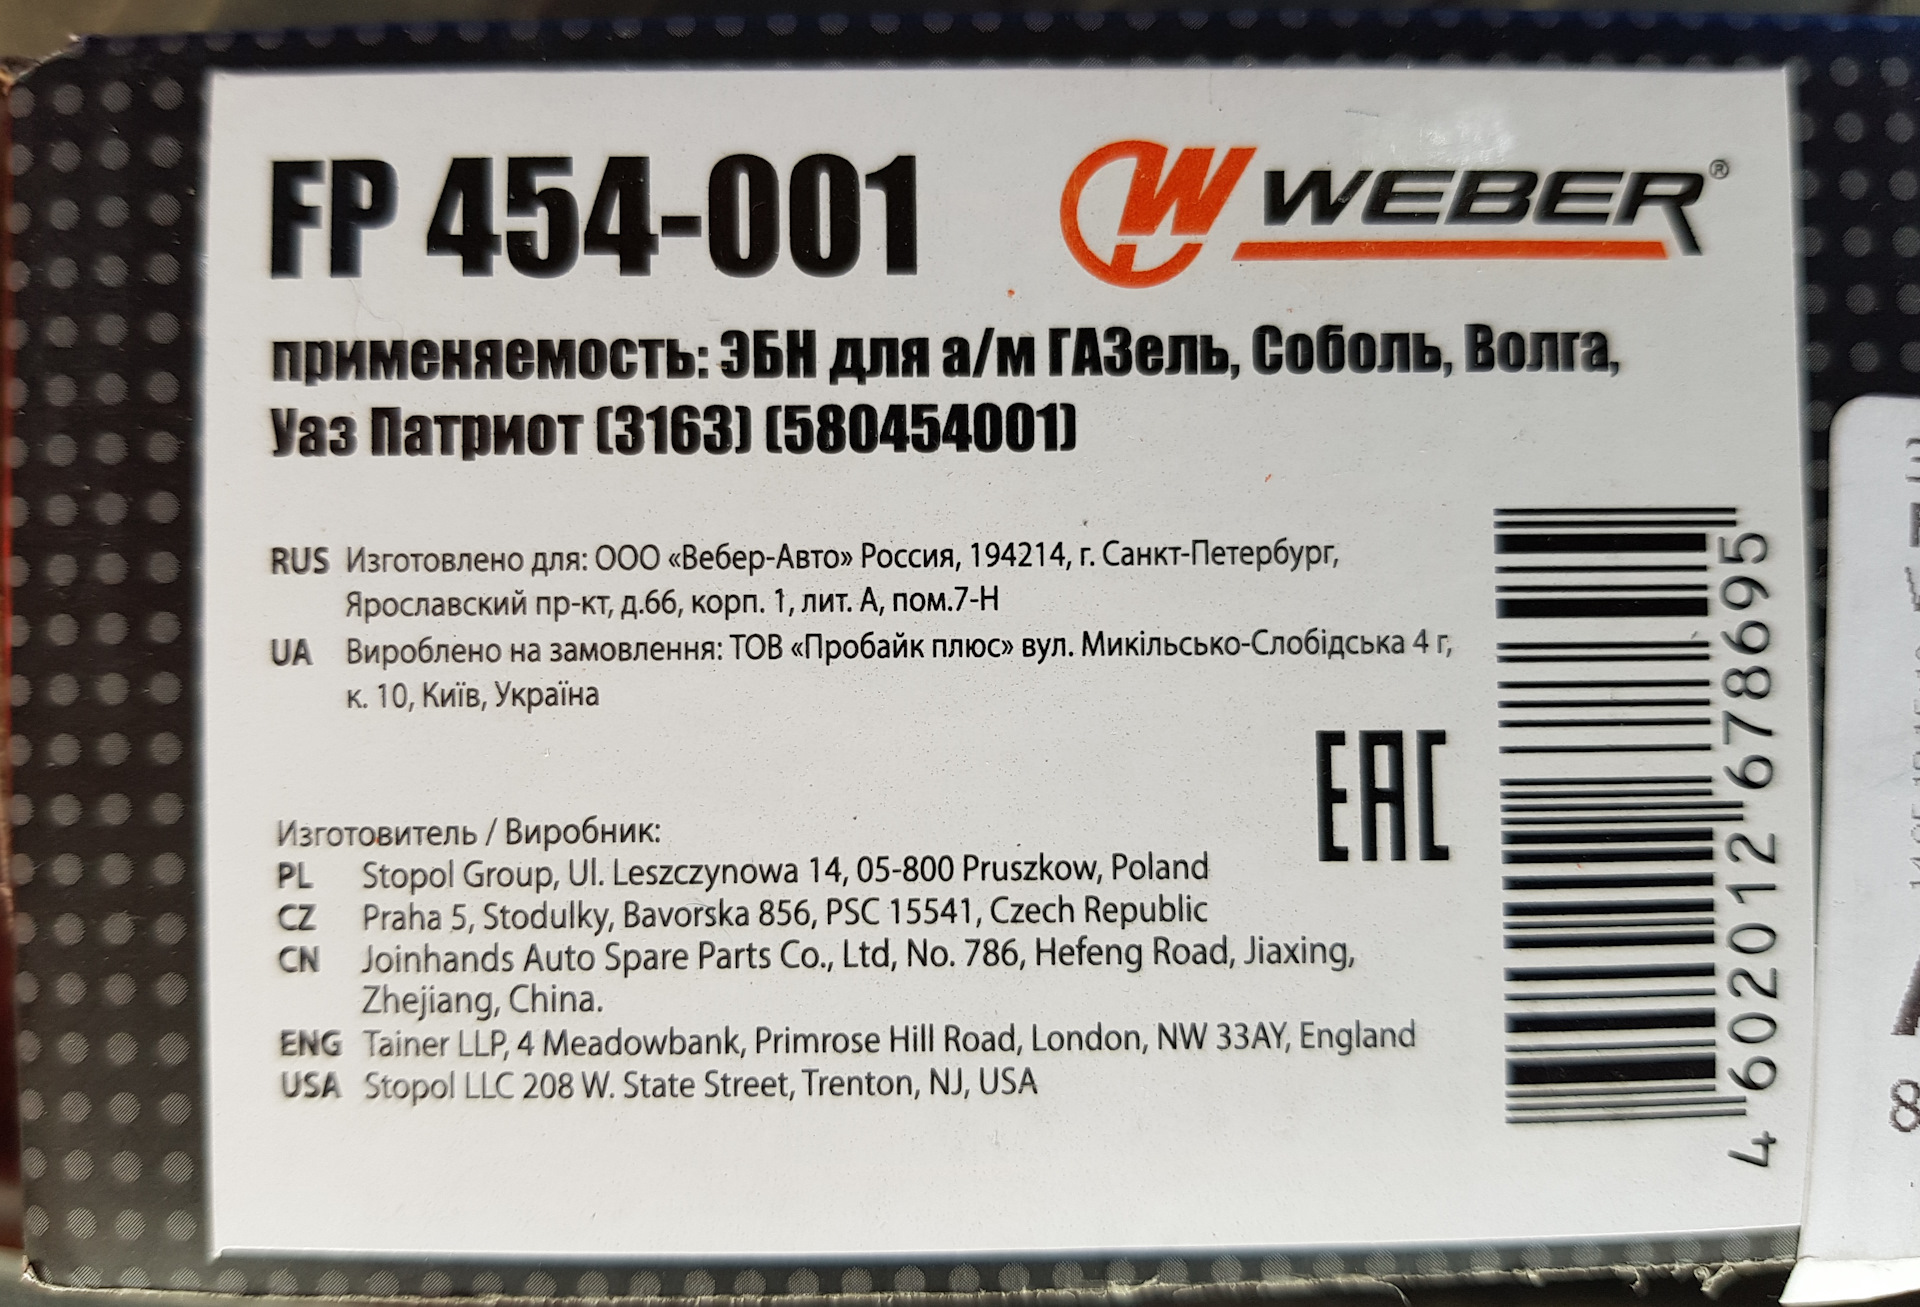 FP 454-001
WEBER®
применяемость: ЭБН для а/м ГАЗель, Соболь, Волга,
Уаз Патриот (3163) (580454001)
RUS Изготовлено для: ООО «Вебер-Авто» Россия, 194214, г. Санкт-Петербург,
Ярославский пр-кт, д.66, корп. 1, лит. А, пом.7-Н
UA Вироблено на замовлення: ТОВ «Пробайк плюс» вул. Микільсько-Слобідська 4 г,
к. 10, Київ, Україна
EAC
Изготовитель / Виробник:
PL Stopol Group, Ul. Leszczynowa 14, 05-800 Pruszkow, Poland
CZ Praha 5, Stodulky, Bavorska 856, PSC 15541, Czech Republic
CN Joinhands Auto Spare Parts Co., Ltd, No. 786, Hefeng Road, Jiaxing,
Zhejiang, China.
ENG Tainer LLP, 4 Meadowbank, Primrose Hill Road, London, NW 33AY, England
USA Stopol LLC 208 W. State Street, Trenton, NJ, USA
4 602012 678695